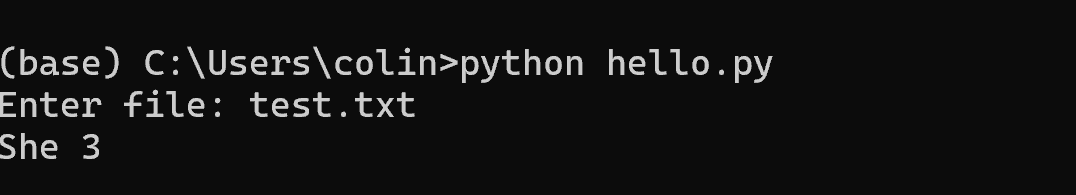 (base) C:\Users\colin>python hello.py
Enter file: test.txt
She 3